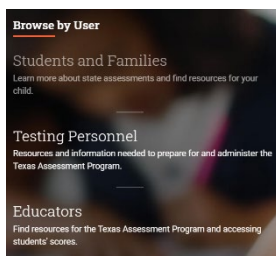 Browse by User
Students and Families
Learn more about state assessments and find resources for your
child.
Testing Personnel
Resources and information needed to prepare for and administer the
Texas Assessment Program.
Educators
Find resources for the Texas Assessment Program and accessing
students' scores.